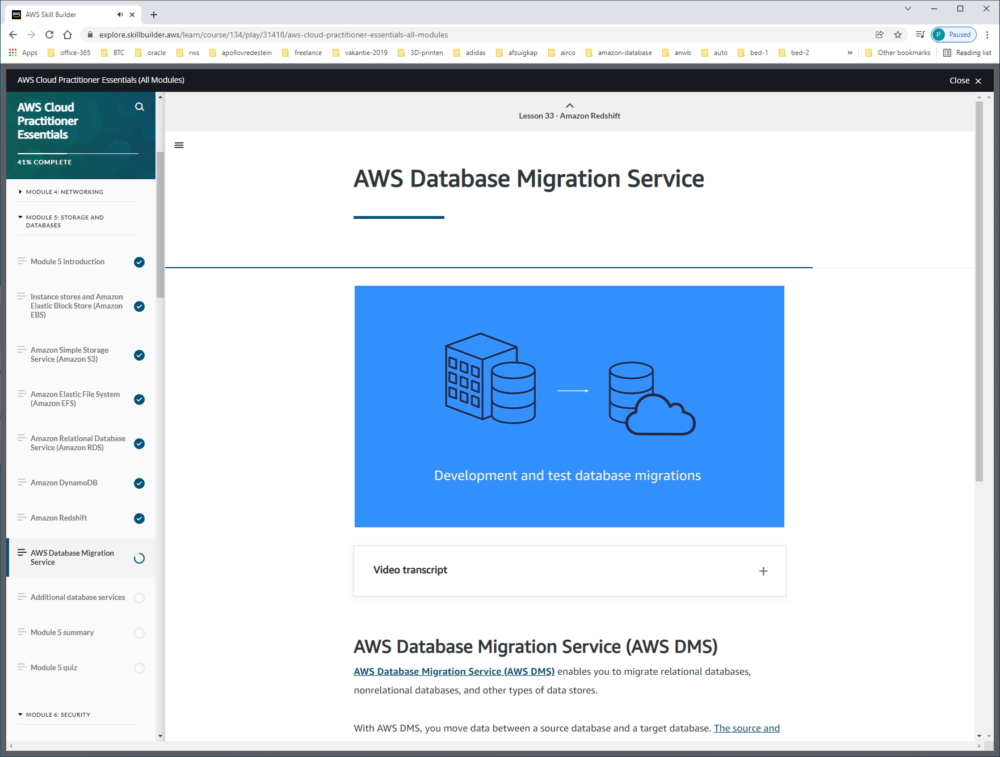 AWS Skill Builder
explore.skillbuilder.aws/learn/course/134/play/31418/aws-cloud-practitioner-essentials-all-modules
P Paused
Apps office-365 BTC oracle rws apollovredestein freelance vakantie-2019 3D-printen adidas afzuigkap airco amazon-database anwb auto bed-1 bed-2 » Other bookmarks Reading list
AWS Cloud Practitioner Essentials (All Modules)
Close
AWS Cloud
Practitioner
Essentials
41% COMPLETE
MODULE 4: NETWORKING
MODULE 5: STORAGE AND
DATABASES
Module 5 introduction
Instance stores and Amazon
Elastic Block Store (Amazon
EBS)
Amazon Simple Storage
Service (Amazon S3)
Amazon Elastic File System
(Amazon EFS)
Amazon Relational Database
Service (Amazon RDS)
Amazon DynamoDB
Amazon Redshift
AWS Database Migration
Service
Additional database services
Module 5 summary
Module 5 quiz
MODULE 6: SECURITY
Lesson 33 - Amazon Redshift
AWS Database Migration Service
Development and test database migrations
Video transcript
AWS Database Migration Service (AWS DMS)
AWS Database Migration Service (AWS DMS) enables you to migrate relational databases,
nonrelational databases, and other types of data stores.
With AWS DMS, you move data between a source database and a target database. The source and